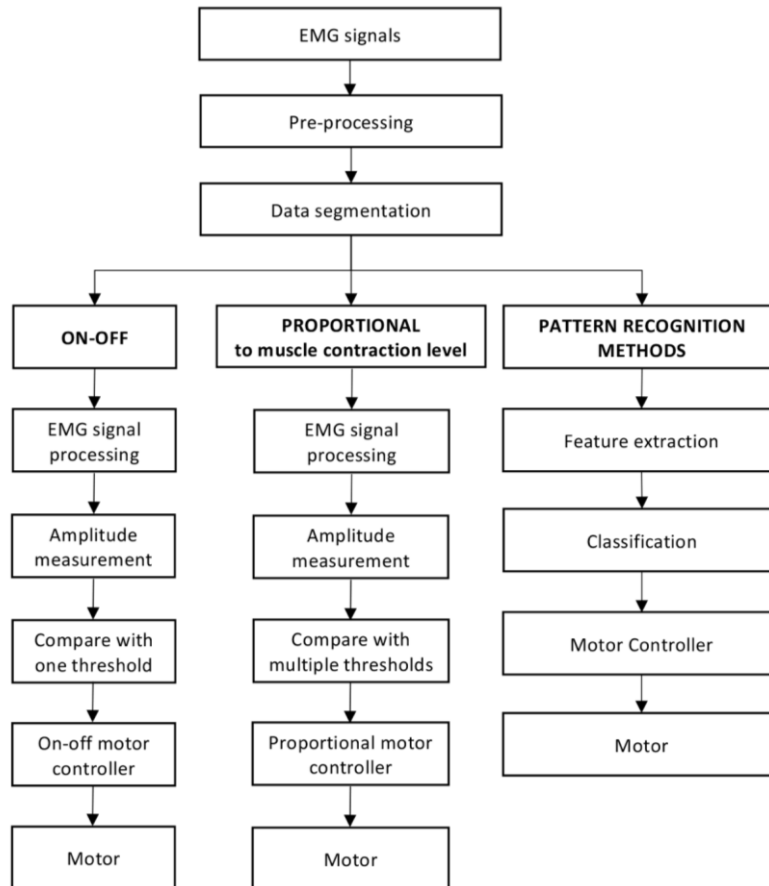 EMG signals
Pre-processing
Data segmentation
ON-OFF
PROPORTIONAL
to muscle contraction level
PATTERN RECOGNITION
METHODS
EMG signal
processing
Amplitude
measurement
Compare with
one threshold
On-off motor
controller
Motor
EMG signal
processing
Amplitude
measurement
Compare with
multiple thresholds
Proportional motor
controller
Motor
Feature extraction
Classification
Motor Controller
Motor